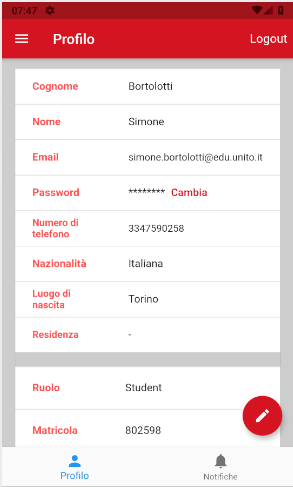 07:47
Profilo
Logout
Cognome Bortolotti
Nome Simone
Email simone.bortolotti@edu.unito.it
Password ******** Cambia
Numero di
telefono 3347590258
Nazionalità Italiana
Luogo di
nascita Torino
Residenza -
Ruolo Student
Matricola 802598
Profilo
Notifiche